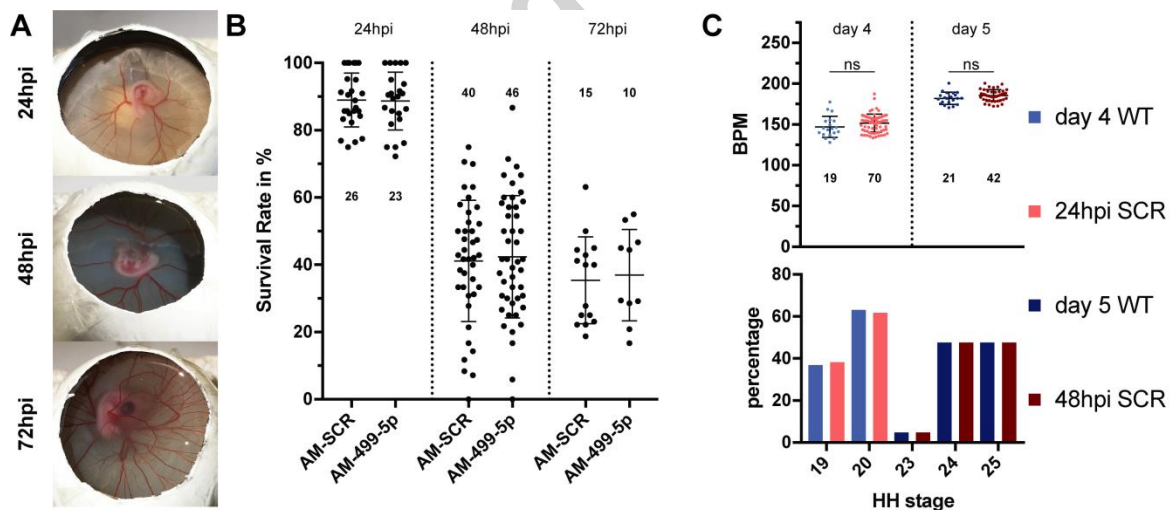 A
24hpi
48hpi
72hpi
B
24hpi
48hpi
72hpi
Survival Rate in %
100
80
60
40
20
0
40
46
15
10
26
23
AM-SCR
AM-499-5p
AM-SCR
AM-499-5p
AM-SCR
AM-499-5p
C
day 4
day 5
BPM
250
200
150
100
50
0
ns
ns
19
70
21
42
percentage
80
60
40
20
0
19
20
23
24
25
HH stage
day 4 WT
24hpi SCR
day 5 WT
48hpi SCR